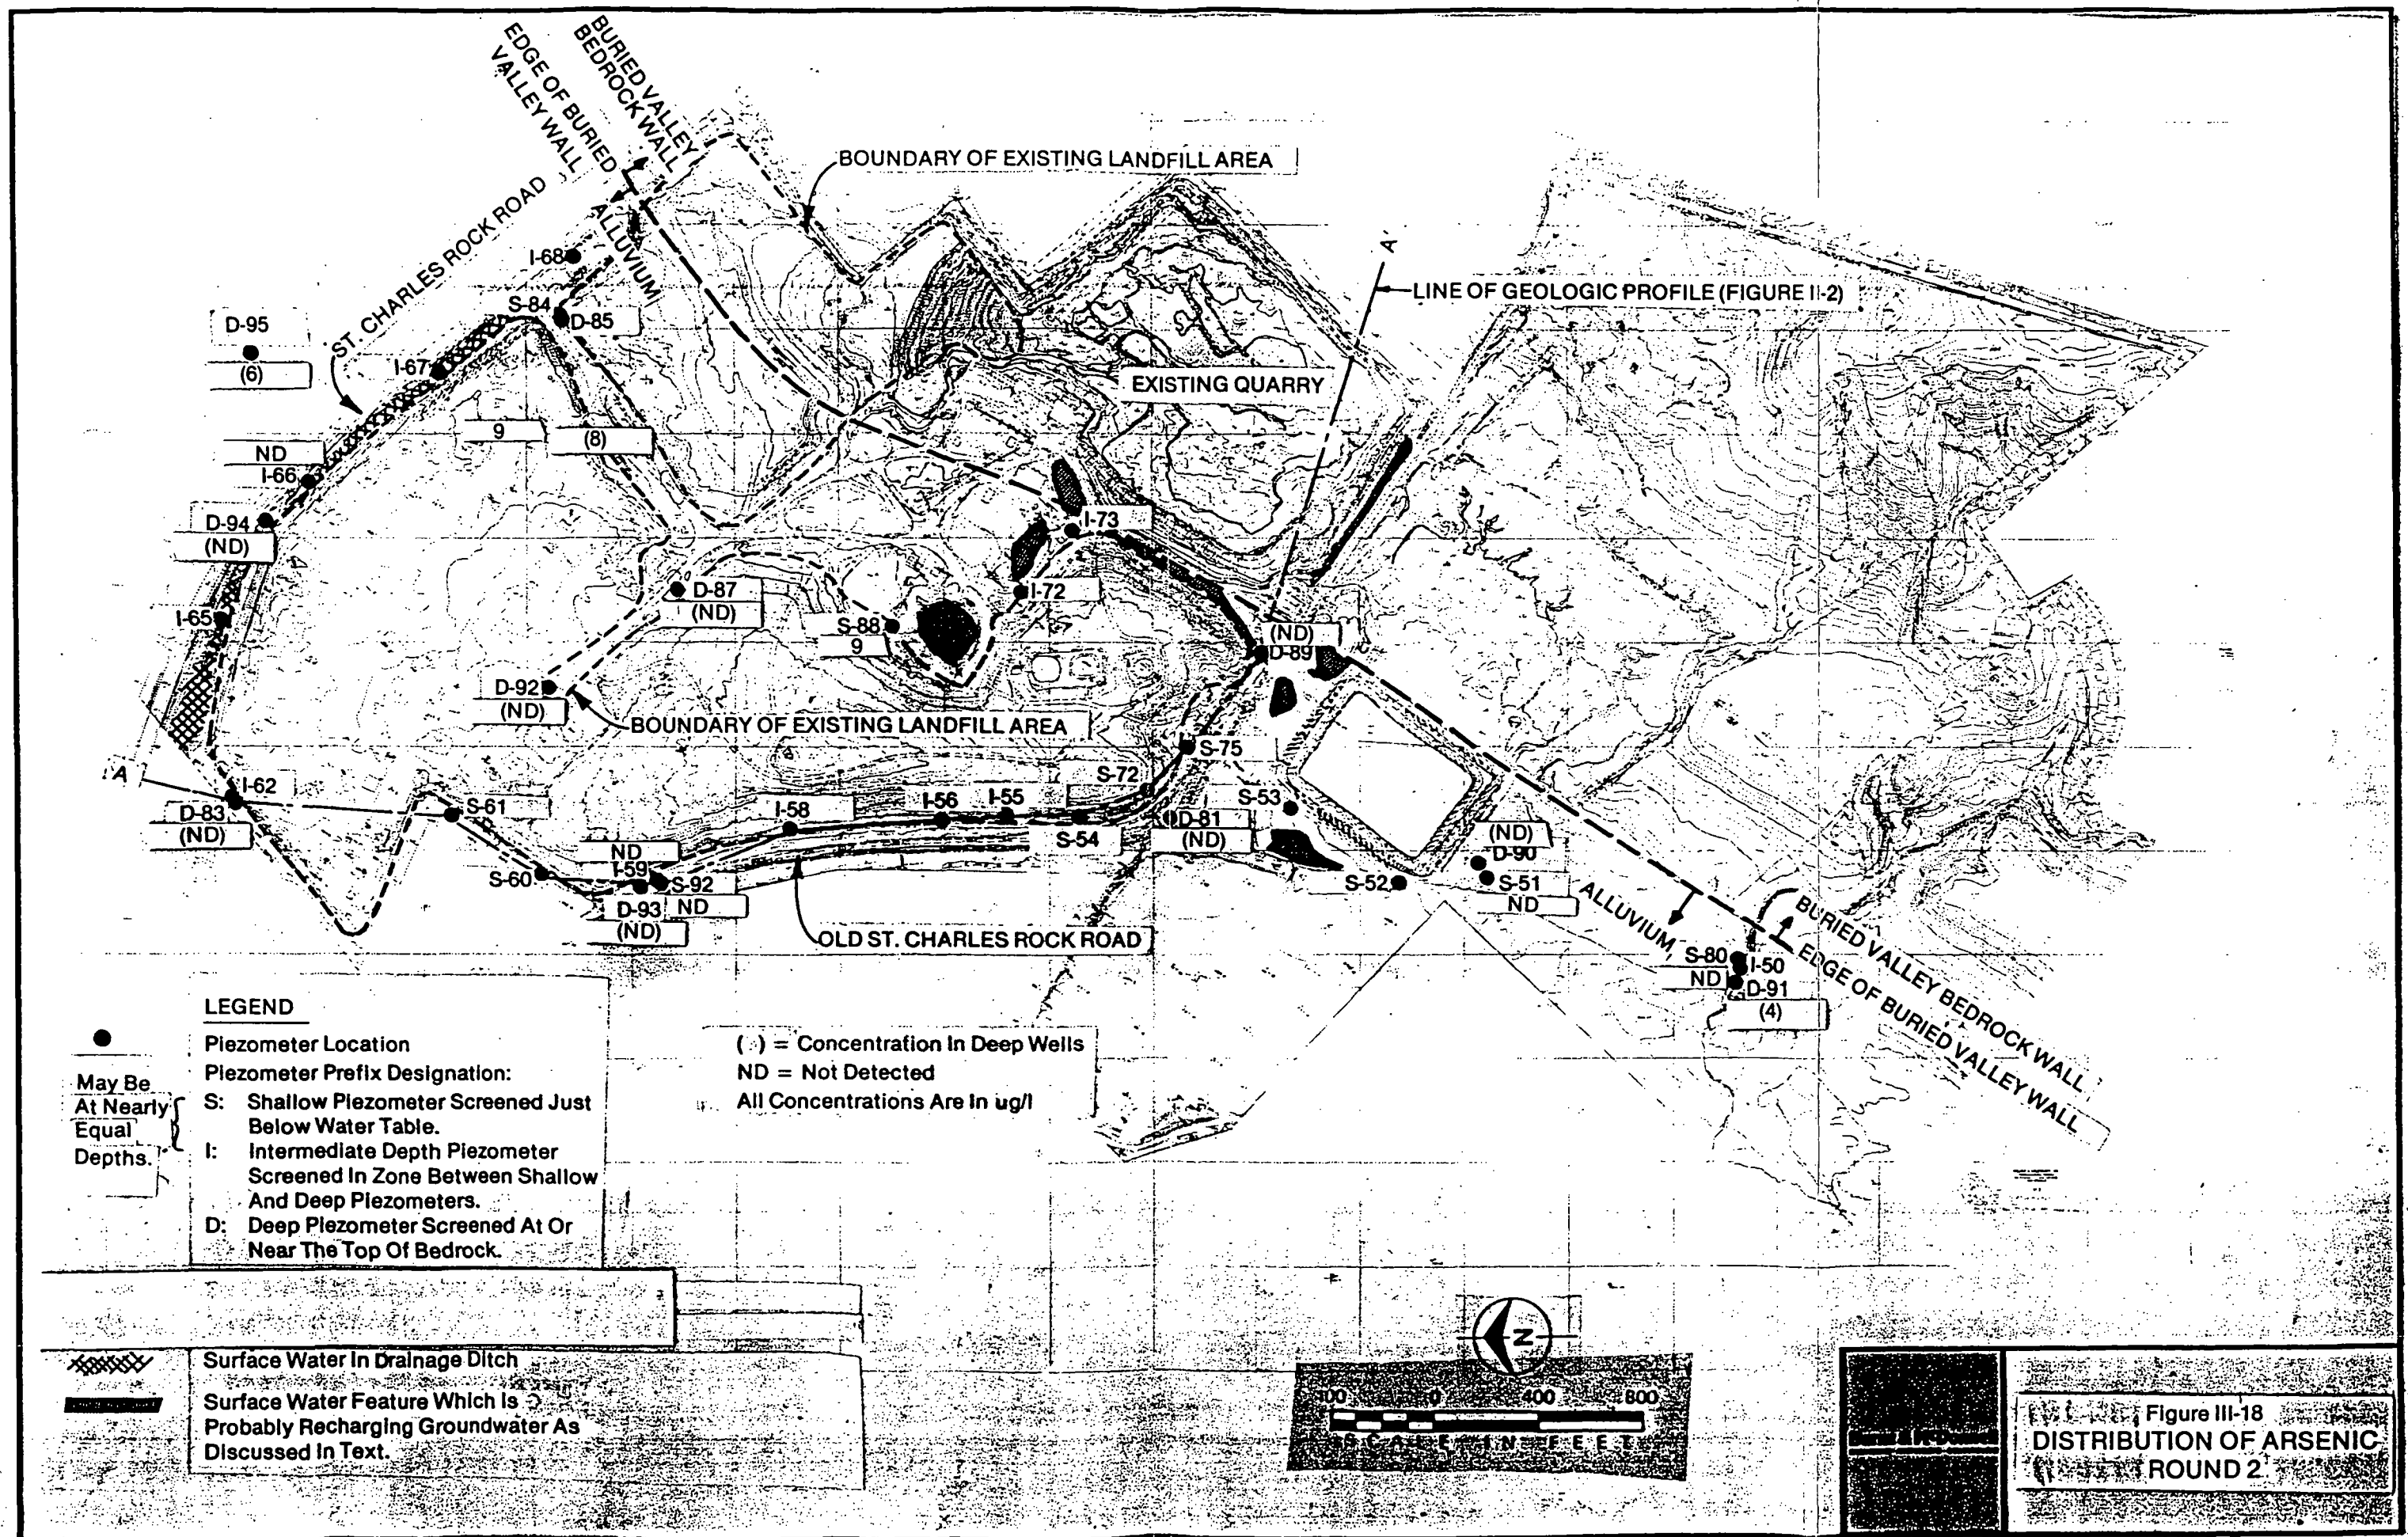 BURIED VALLEY
BEDROCK WALL
EDGE OF BURIED
VALLEY WALL
BOUNDARY OF EXISTING LANDFILL AREA
ST. CHARLES ROCK ROAD
ALLUVIUM
I-68
A'
LINE OF GEOLOGIC PROFILE (FIGURE II-2)
S-84
D-85
D-95
(6)
I-67
EXISTING QUARRY
9
(8)
ND
I-66
D-94
(ND)
I-73
I-72
D-87
(ND)
I-65
S-88
9
(ND)
D-89
D-92
(ND)
BOUNDARY OF EXISTING LANDFILL AREA
S-75
A
I-62
D-83
(ND)
S-61
I-58
I-56
I-55
S-72
S-54
S-53
D-81
(ND)
(ND)
D-90
S-51
ND
S-52
ND
I-59
S-60
S-92
ND
D-93
(ND)
OLD ST. CHARLES ROCK ROAD
ALLUVIUM
BURIED VALLEY BEDROCK WALL
EDGE OF BURIED VALLEY WALL
S-80
ND
I-50
D-91
(4)
LEGEND
Piezometer Location
Piezometer Prefix Designation:
May Be
At Nearly
Equal
Depths.
S: Shallow Piezometer Screened Just
Below Water Table.
I: Intermediate Depth Piezometer
Screened In Zone Between Shallow
And Deep Piezometers.
D: Deep Piezometer Screened At Or
Near The Top Of Bedrock.
( ) = Concentration In Deep Wells
ND = Not Detected
All Concentrations Are In ug/l
Surface Water In Drainage Ditch
Surface Water Feature Which Is
Probably Recharging Groundwater As
Discussed In Text.
N
0 400 800
SCALE IN FEET
Figure III-18
DISTRIBUTION OF ARSENIC
ROUND 2